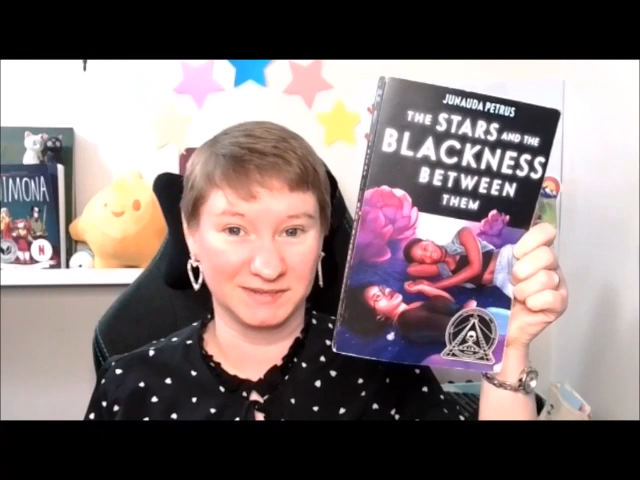 JUNAUDA PETRUS
THE STARS AND THE
BLACKNESS
BETWEEN
THEM
IMONA